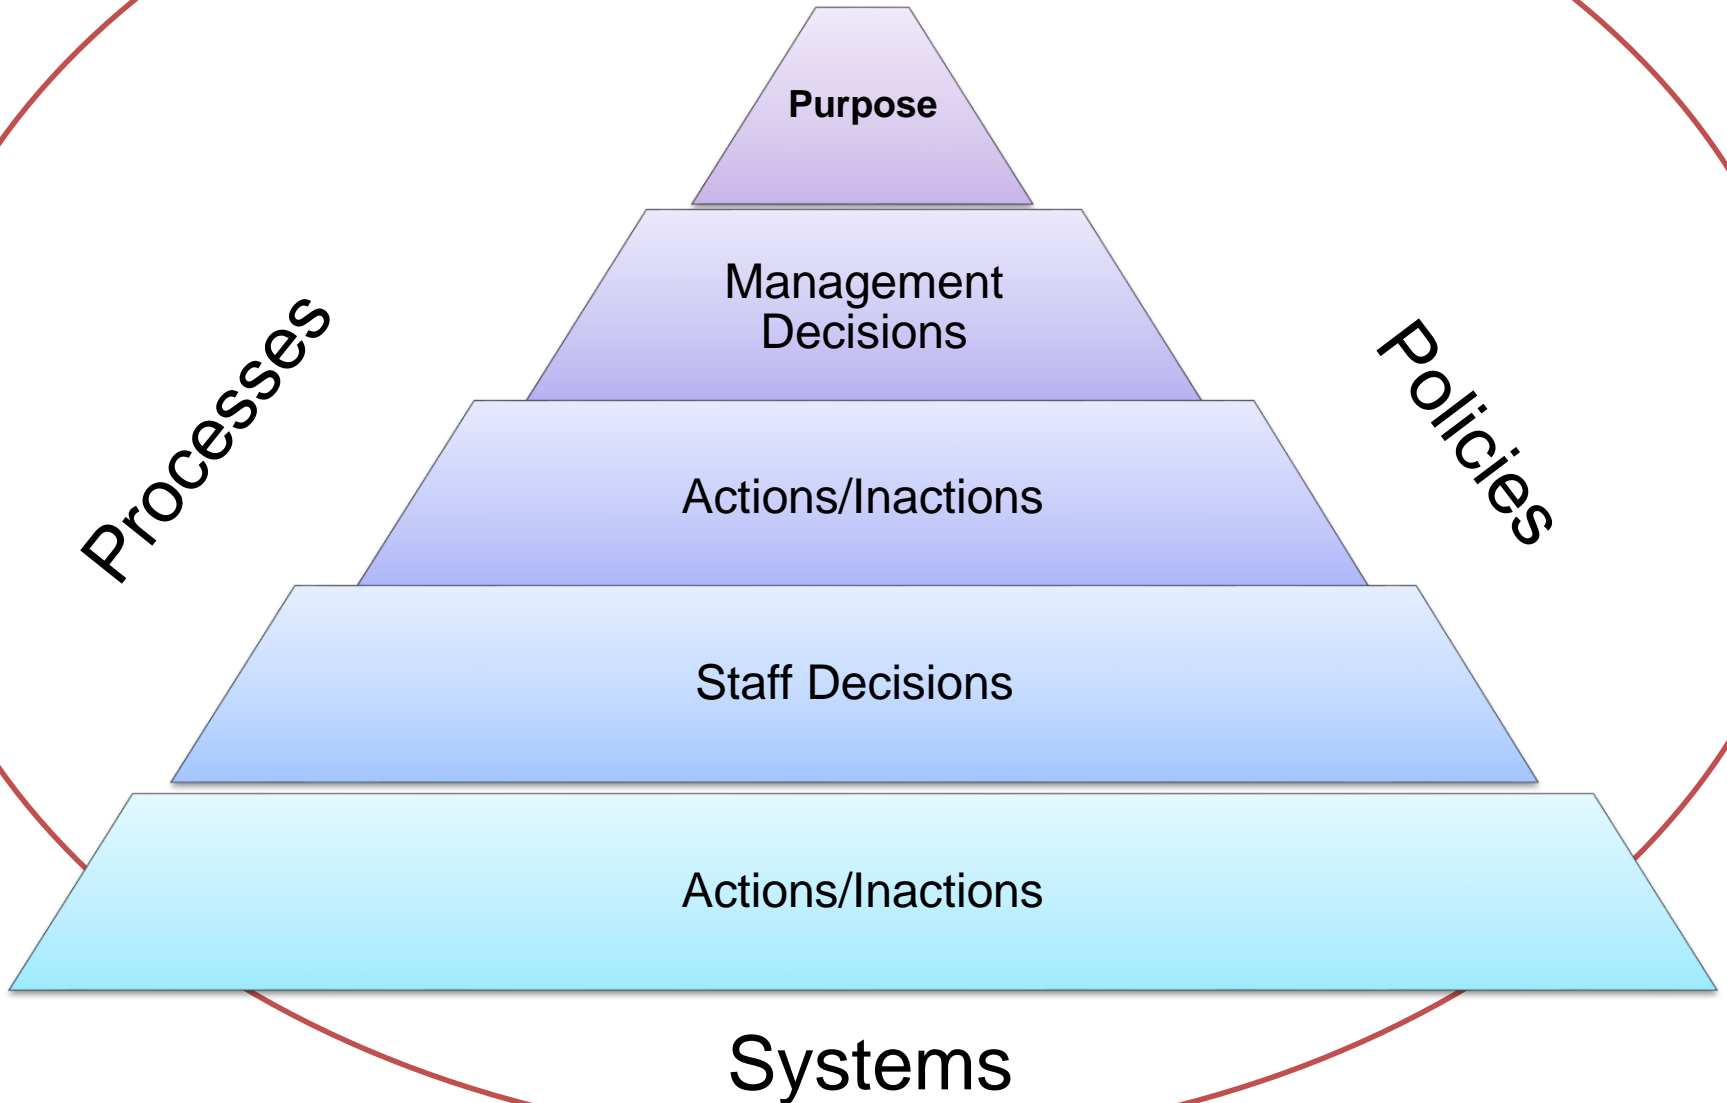 Purpose
Management
Decisions
Processes
Policies
Actions/Inactions
Staff Decisions
Actions/Inactions
Systems